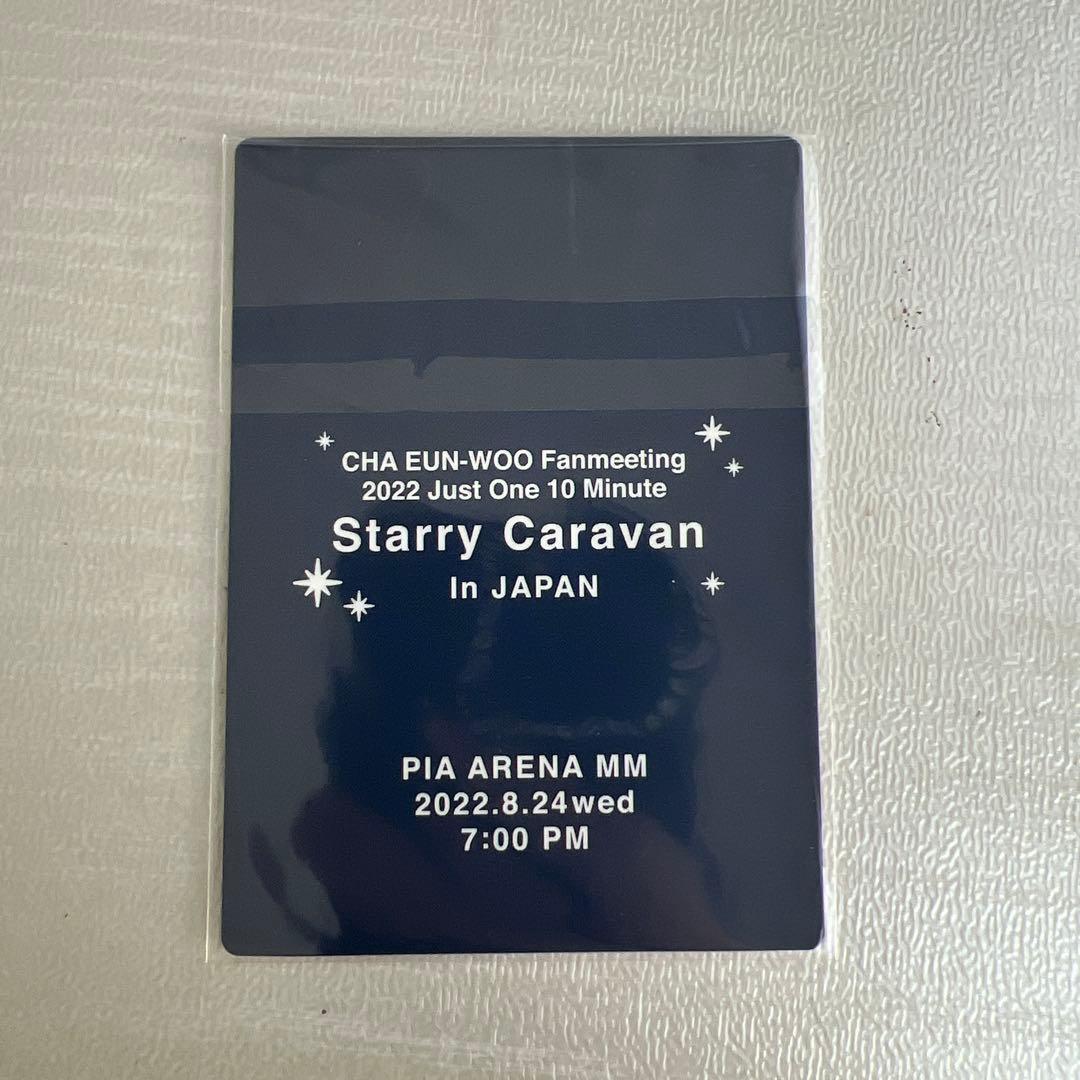 CHA EUN-WOO Fanmeeting
2022 Just One 10 Minute
Starry Caravan
In JAPAN
PIA ARENA MM
2022.8.24wed
7:00 PM